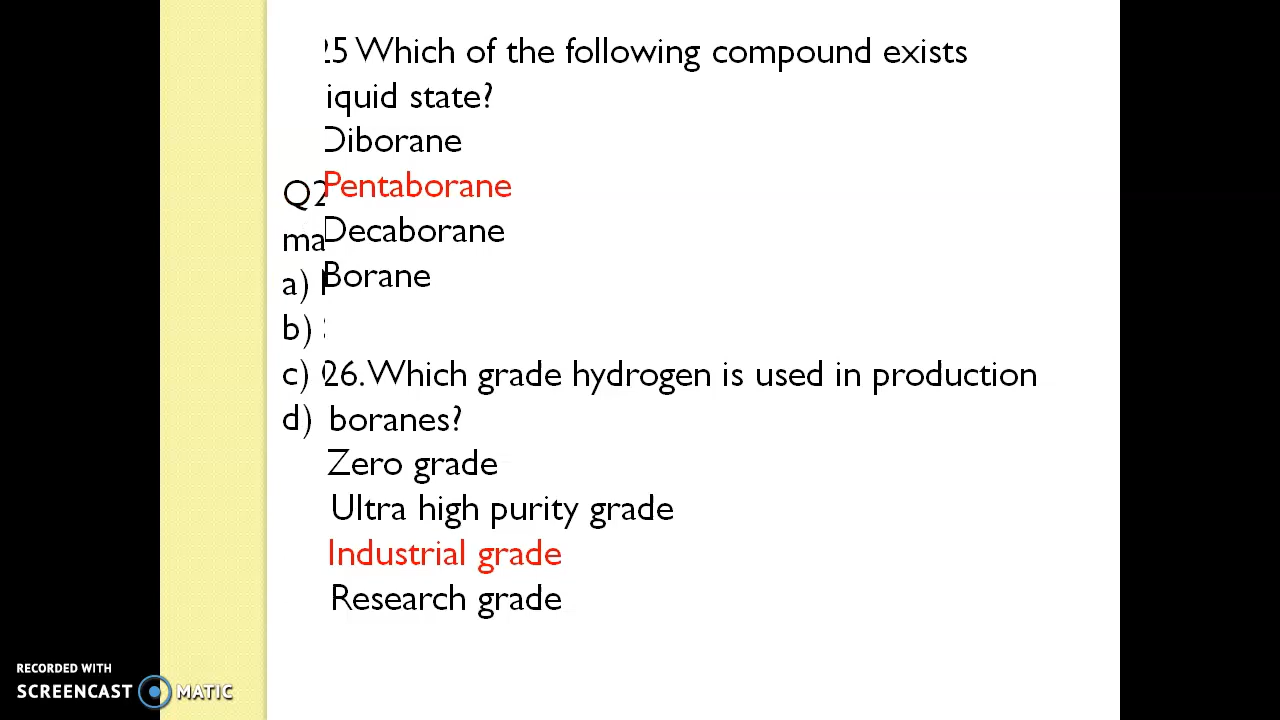 25 Which of the following compound exists
iquid state?
Diborane
Pentaborane
Decaborane
Borane
26. Which grade hydrogen is used in production
boranes?
Zero grade
Ultra high purity grade
Industrial grade
Research grade
Q2
ma
a)
b)
c)
d)
RECORDED WITH
SCREENCAST MATIC